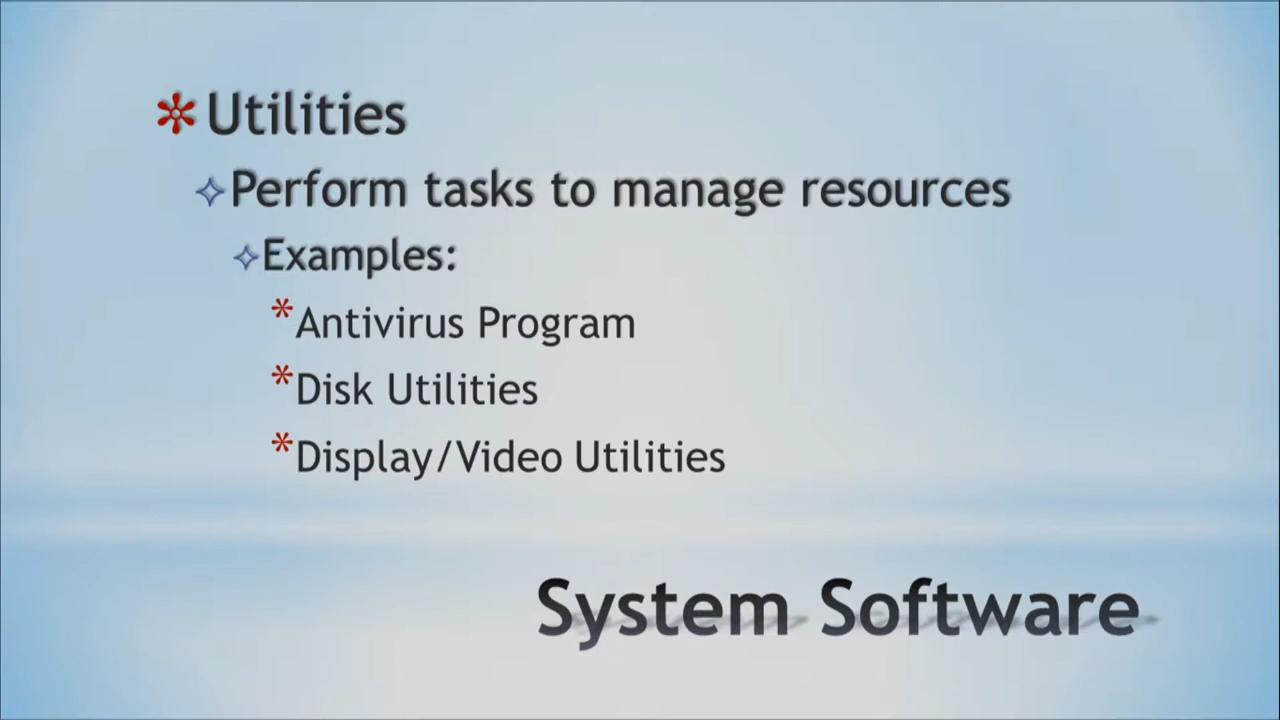 Utilities
Perform tasks to manage resources
Examples:
Antivirus Program
Disk Utilities
Display/Video Utilities
System Software